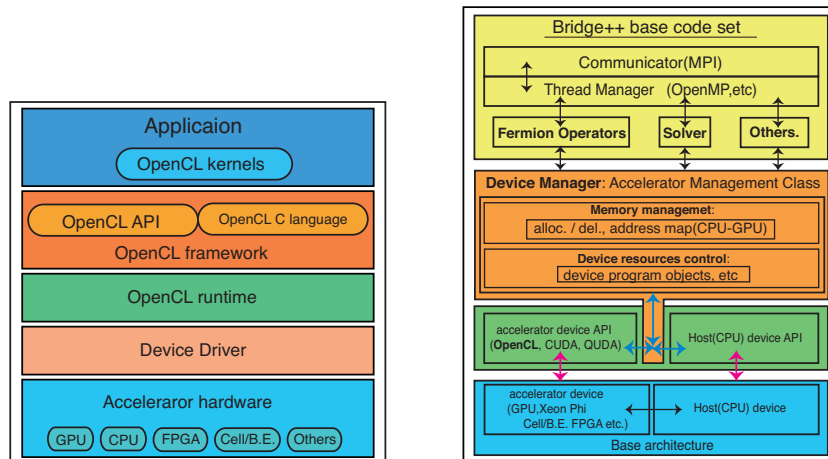 Applicaion
OpenCL kernels
OpenCL API
OpenCL C language
OpenCL framework
OpenCL runtime
Device Driver
Acceleraror hardware
GPU
CPU
FPGA
Cell/B.E.
Others
Bridge++ base code set
Communicator(MPI)
Thread Manager (OpenMP,etc)
Fermion Operators
Solver
Others.
Device Manager: Accelerator Management Class
Memory managemet:
alloc. / del., address map(CPU-GPU)
Device resources control:
device program objects, etc
accelerator device API
(OpenCL, CUDA, QUDA)
Host(CPU) device API
accelerator device
(GPU,Xeon Phi
Cell/B.E. FPGA etc.)
Host(CPU) device
Base architecture